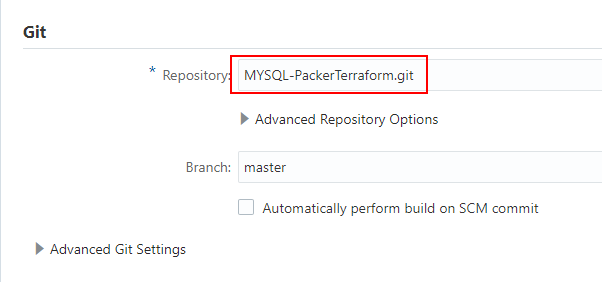 Git
* Repository: MYSQL-PackerTerraform.git
Advanced Repository Options
Branch: master
Automatically perform build on SCM commit
Advanced Git Settings